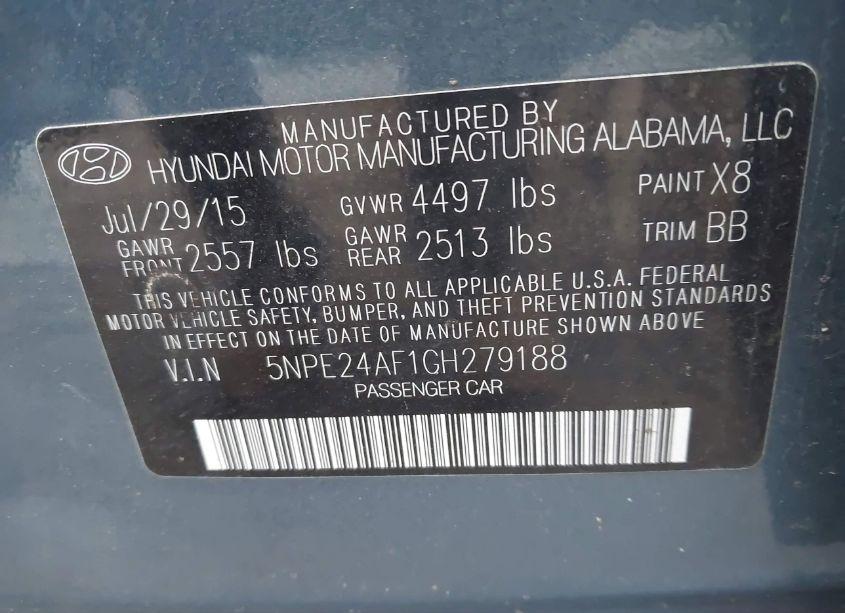 MANUFACTURED BY
HYUNDAI MOTOR MANUFACTURING ALABAMA, LLC
Jul/29/15 GVWR 4497 lbs PAINT X8
GAWR FRONT 2557 lbs GAWR REAR 2513 lbs TRIM BB
THIS VEHICLE CONFORMS TO ALL APPLICABLE U.S.A. FEDERAL
MOTOR VEHICLE SAFETY, BUMPER, AND THEFT PREVENTION STANDARDS
IN EFFECT ON THE DATE OF MANUFACTURE SHOWN ABOVE
V.I.N 5NPE24AF1GH279188
PASSENGER CAR